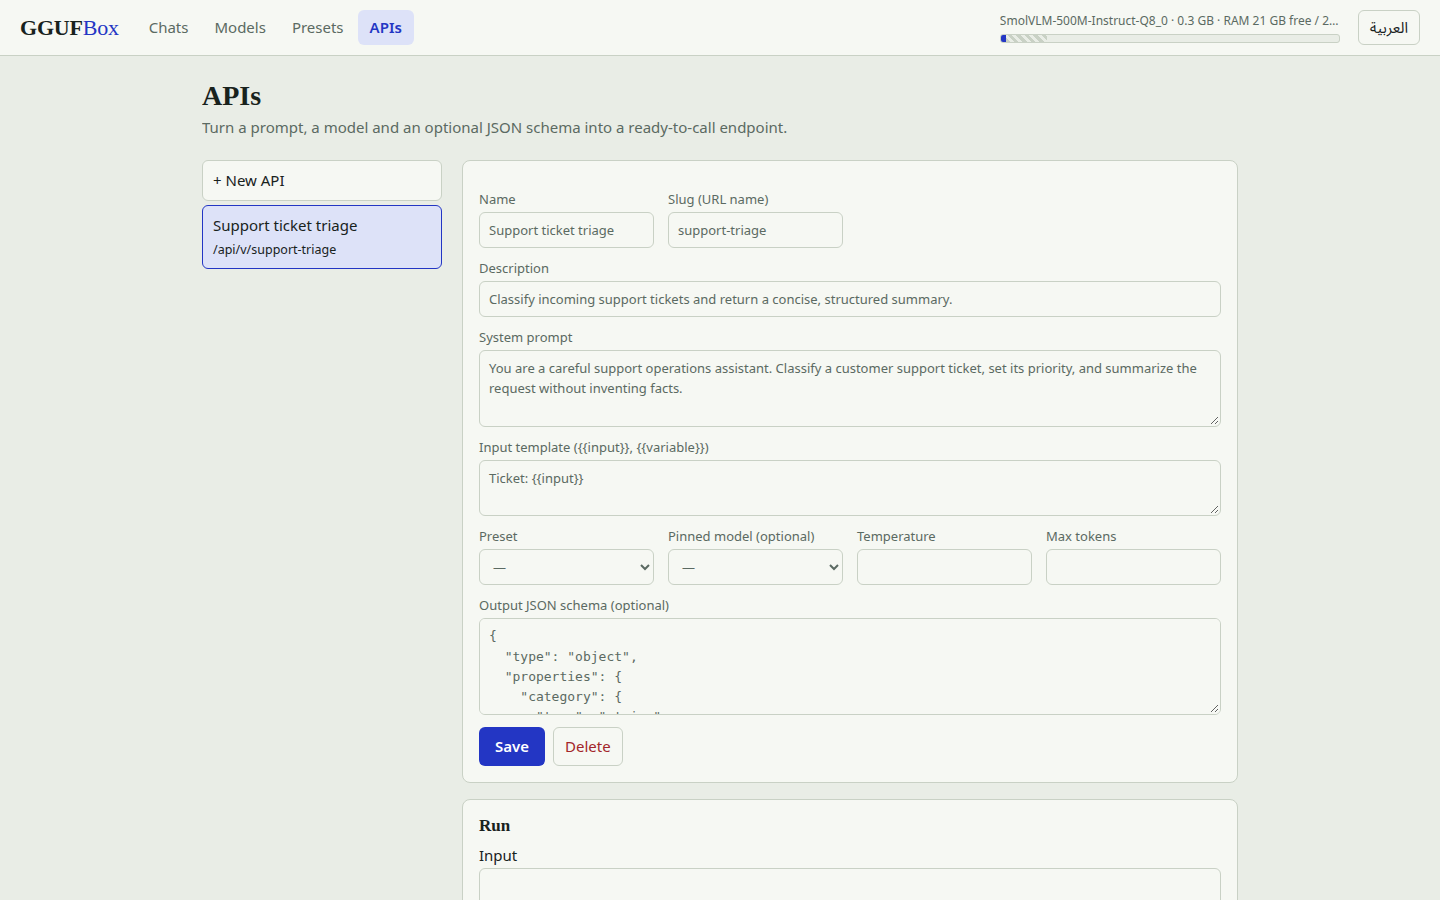 GGUFBox
Chats
Models
Presets
APIs
SmolVLM-500M-Instruct-Q8_0 · 0.3 GB · RAM 21 GB free / 2...
العربية
APIs
Turn a prompt, a model and an optional JSON schema into a ready-to-call endpoint.
+ New API
Support ticket triage
/api/v/support-triage
Name
Slug (URL name)
Support ticket triage
support-triage
Description
Classify incoming support tickets and return a concise, structured summary.
System prompt
You are a careful support operations assistant. Classify a customer support ticket, set its priority, and summarize the
request without inventing facts.
Input template ({{input}}, {{variable}})
Ticket: {{input}}
Preset
Pinned model (optional)
Temperature
Max tokens
—
—
Output JSON schema (optional)
{
"type": "object",
"properties": {
"category": {
Save
Delete
Run
Input